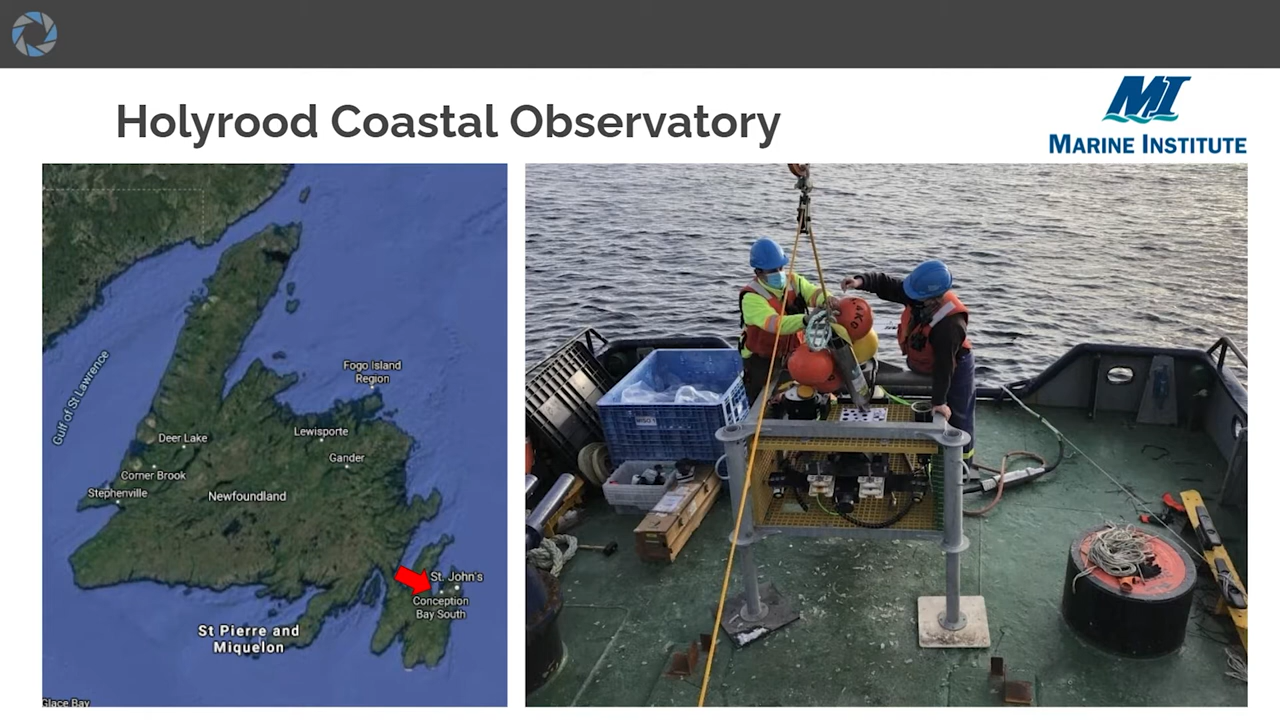 Holyrood Coastal Observatory
MI
MARINE INSTITUTE
Gulf of St Lawrence
Fogo Island
Region
Deer Lake
Lewisporte
Gander
Corner Brook
Stephenville
Newfoundland
St. John's
Conception
Bay South
St Pierre and
Miquelon
Glace Bay